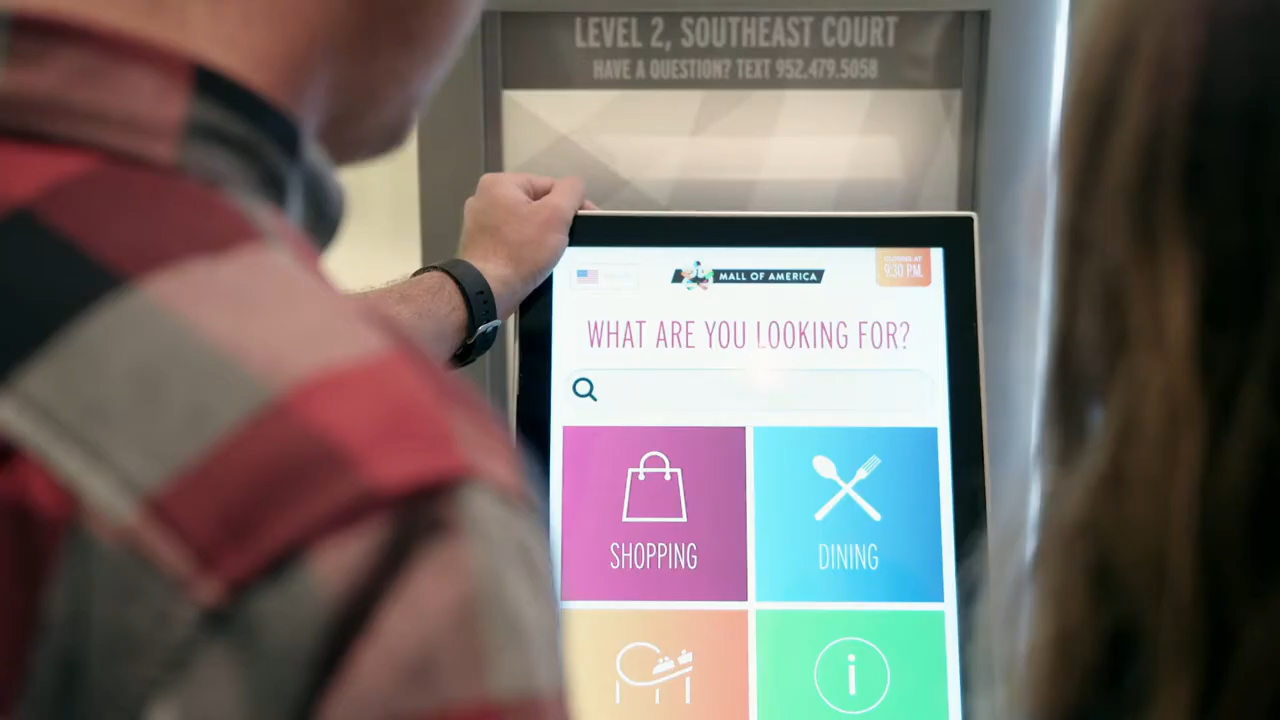 LEVEL 2, SOUTHEAST COURT
HAVE A QUESTION? TEXT 952.479.5058
MALL OF AMERICA
CLOSING AT
9:30 P.M.
WHAT ARE YOU LOOKING FOR?
SHOPPING
DINING
i